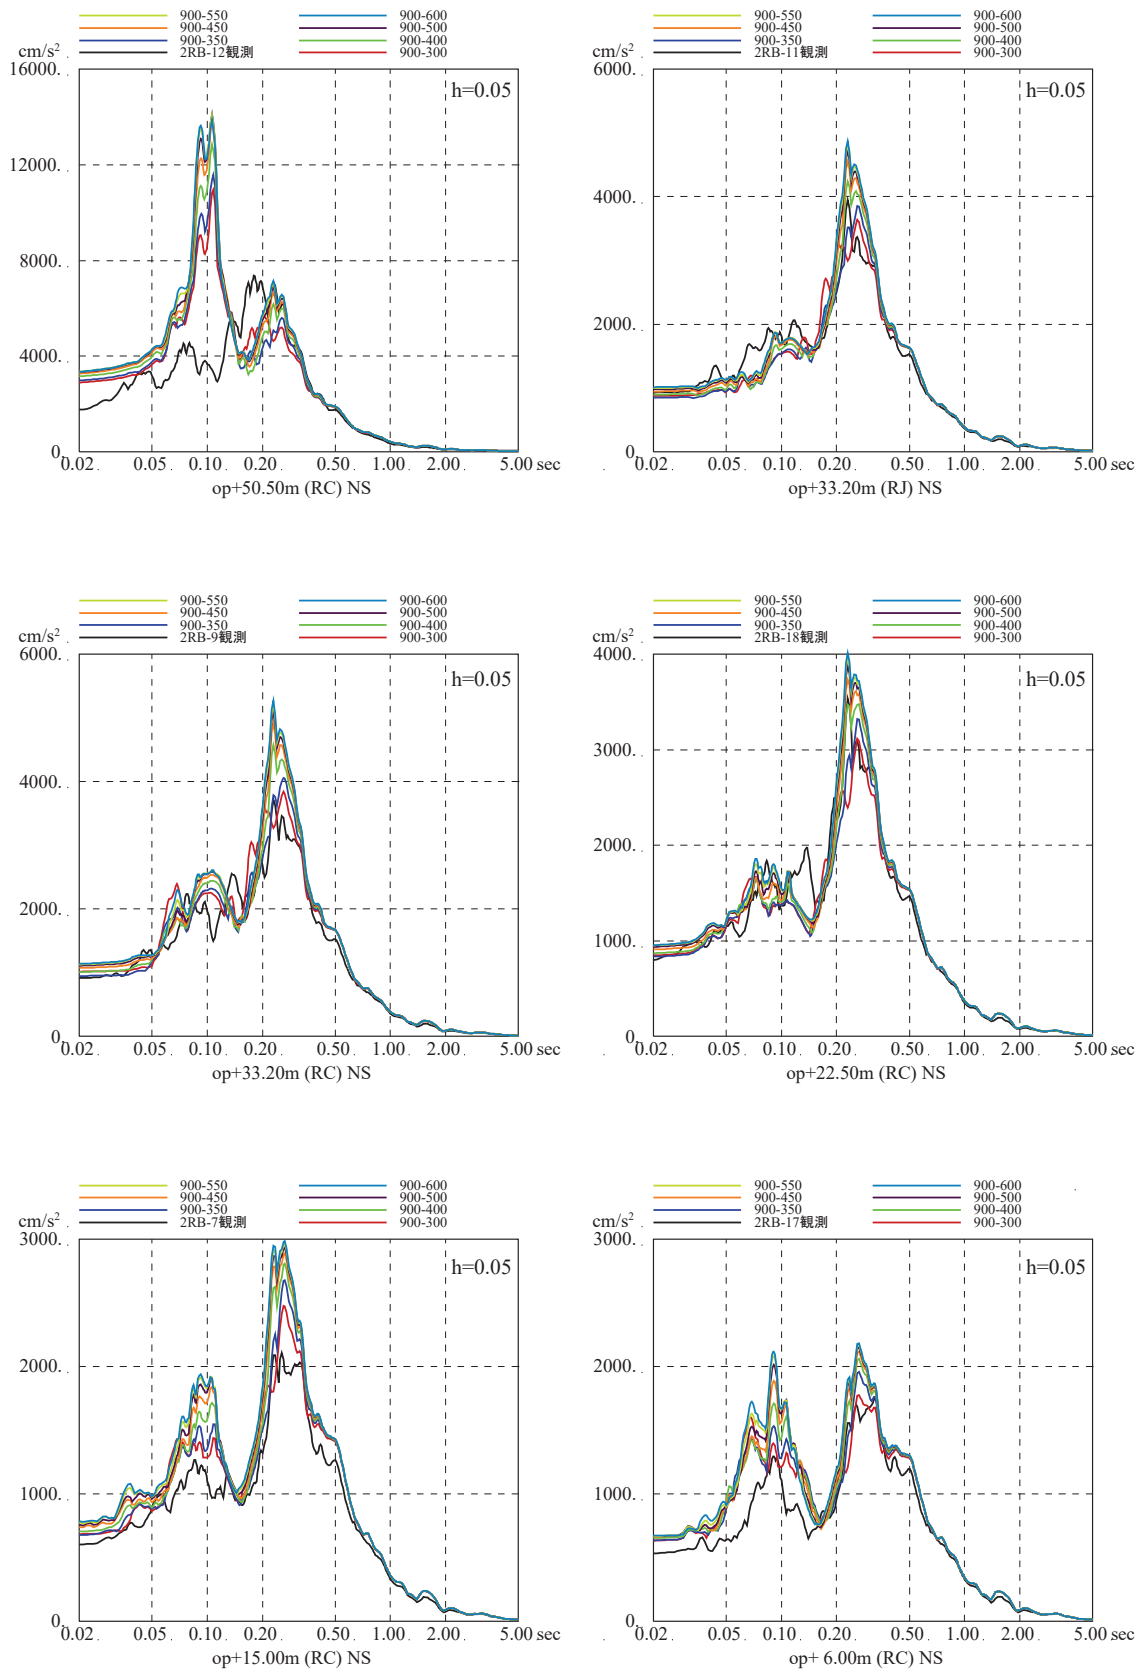 900-550 900-600
900-450 900-500
900-350 900-400
2RB-12観測 900-300
cm/s²
16000.
h=0.05
12000.
8000.
4000.
0.
0.02 0.05 0.10 0.20 0.50 1.00 2.00 5.00 sec
op+50.50m (RC) NS
900-550 900-600
900-450 900-500
900-350 900-400
2RB-11観測 900-300
cm/s²
6000.
h=0.05
4000.
2000.
0.
0.02 0.05 0.10 0.20 0.50 1.00 2.00 5.00 sec
op+33.20m (RJ) NS
900-550 900-600
900-450 900-500
900-350 900-400
2RB-9観測 900-300
cm/s²
6000.
h=0.05
4000.
2000.
0.
0.02 0.05 0.10 0.20 0.50 1.00 2.00 5.00 sec
op+33.20m (RC) NS
900-550 900-600
900-450 900-500
900-350 900-400
2RB-18観測 900-300
cm/s²
4000.
h=0.05
3000.
2000.
1000.
0.
0.02 0.05 0.10 0.20 0.50 1.00 2.00 5.00 sec
op+22.50m (RC) NS
900-550 900-600
900-450 900-500
900-350 900-400
2RB-7観測 900-300
cm/s²
3000.
h=0.05
2000.
1000.
0.
0.02 0.05 0.10 0.20 0.50 1.00 2.00 5.00 sec
op+15.00m (RC) NS
900-550 900-600
900-450 900-500
900-350 900-400
2RB-17観測 900-300
cm/s²
3000.
h=0.05
2000.
1000.
0.
0.02 0.05 0.10 0.20 0.50 1.00 2.00 5.00 sec
op+ 6.00m (RC) NS